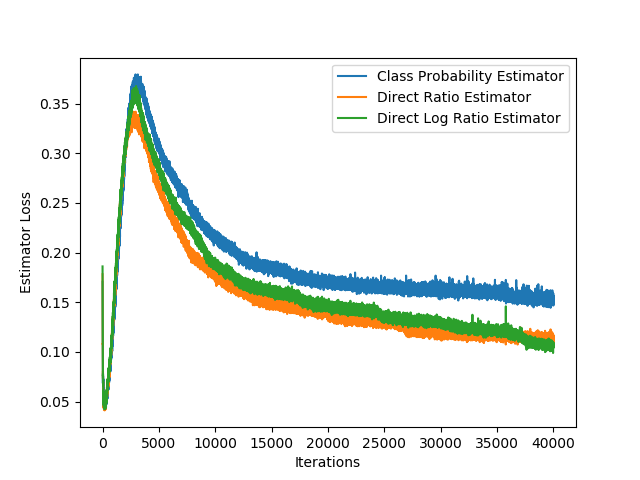 Class Probability Estimator
Direct Ratio Estimator
Direct Log Ratio Estimator
0.35
0.30
0.25
0.20
0.15
0.10
0.05
Estimator Loss
0 5000 10000 15000 20000 25000 30000 35000 40000
Iterations